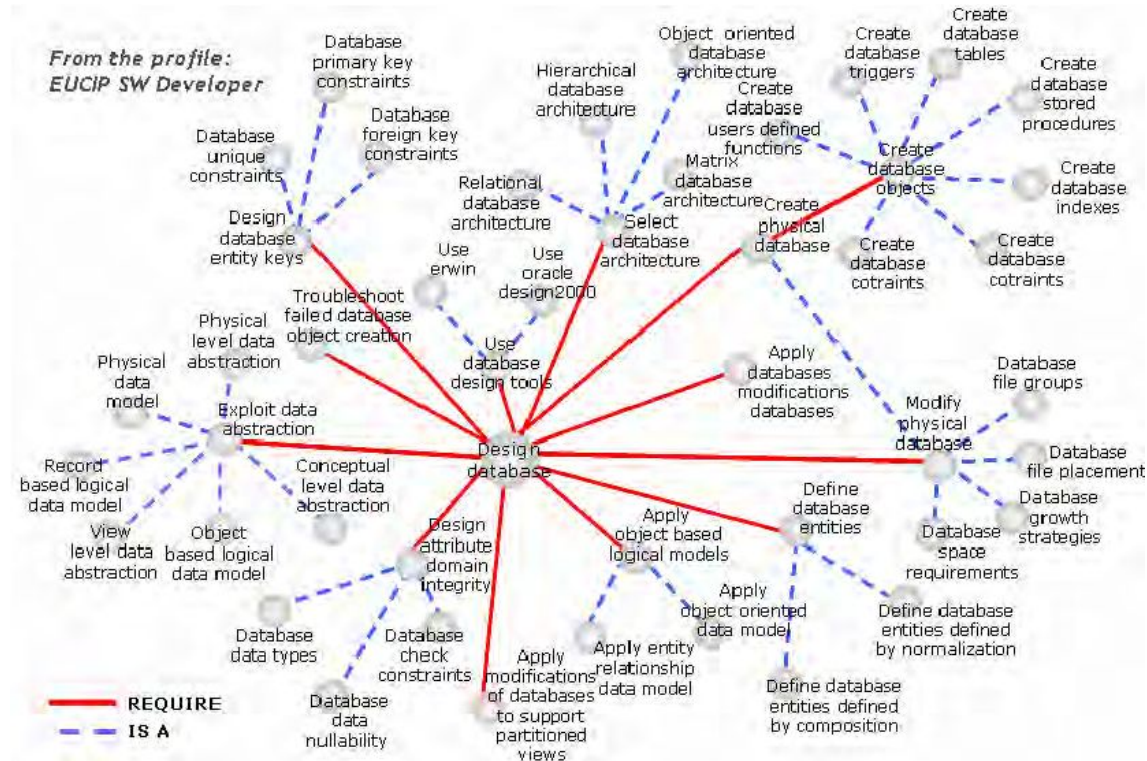 From the profile:
EUCIP SW Developer
Database
primary key
constraints
Database
foreign key
constraints
Database
unique
constraints
Design
database
entity keys
Hierarchical
database
architecture
Object oriented
database
architecture
Relational
database
architecture
Matrix
database
architecture
Select
database
architecture
Create
database
users defined
functions
Create
database
triggers
Create
database
tables
Create
database
stored
procedures
Create
database
objects
Create
database
indexes
Create
database
cotraints
Create
database
cotraints
Create
physical
database
Use
erwin
Use
oracle
design2000
Use
database
design tools
Troubleshoot
failed database
object creation
Physical
level data
abstraction
Physical
data
model
Exploit data
abstraction
Record
based logical
data model
View
level data
abstraction
Object
based logical
data model
Conceptual
level data
abstraction
Design
database
Apply
databases
modifications
databases
Modify
physical
database
Database
file groups
Database
file placement
Database
growth
strategies
Database
space
requirements
Define
database
entities
Define database
entities defined
by normalization
Define database
entities defined
by composition
Apply
object based
logical models
Apply
object oriented
data model
Apply entity
relationship
data model
Design
attribute
domain
integrity
Database
data types
Database
check
constraints
Database
data
nullability
Apply
modifications
of databases
to support
partitioned
views
REQUIRE
IS A